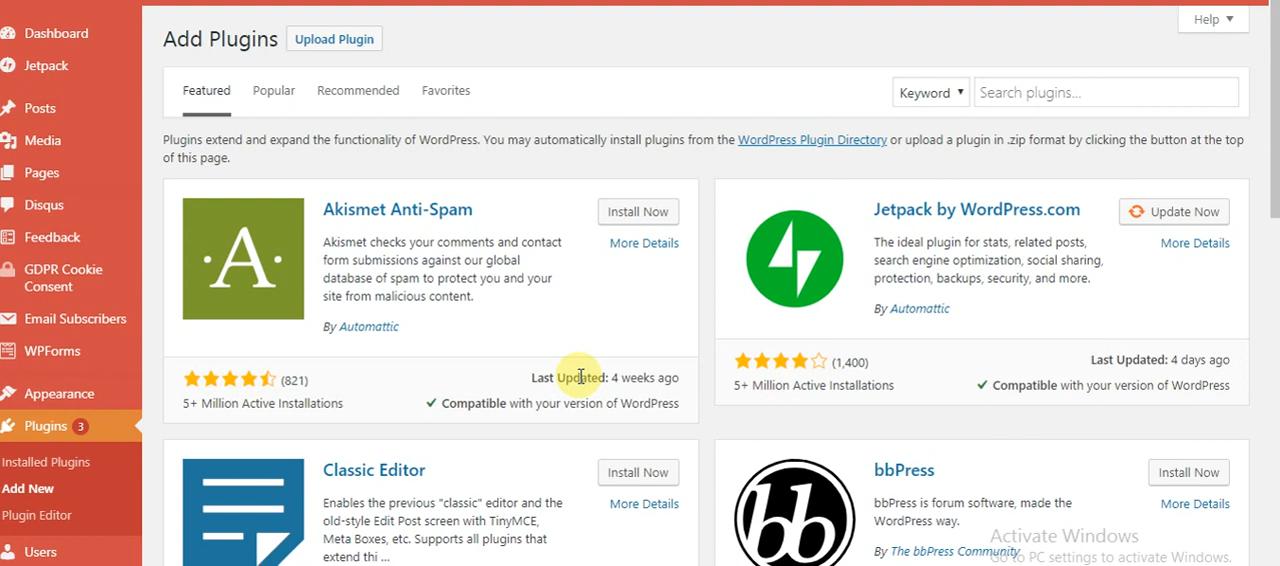 Help ▼
Dashboard
Add Plugins
Upload Plugin
Jetpack
Featured
Popular
Recommended
Favorites
Keyword ▼
Search plugins...
Posts
Media
Pages
Disqus
Feedback
GDPR Cookie
Consent
Email Subscribers
WPForms
Appearance
Plugins 3
Installed Plugins
Add New
Plugin Editor
Users
Plugins extend and expand the functionality of WordPress. You may automatically install plugins from the WordPress Plugin Directory or upload a plugin in .zip format by clicking the button at the top
of this page.
A
Akismet Anti-Spam
Install Now
More Details
Akismet checks your comments and contact
form submissions against our global
database of spam to protect you and your
site from malicious content.
By Automattic
(821)
Last Updated: 4 weeks ago
5+ Million Active Installations
✓ Compatible with your version of WordPress
Jetpack by WordPress.com
Update Now
More Details
The ideal plugin for stats, related posts,
search engine optimization, social sharing,
protection, backups, security, and more.
By Automattic
(1,400)
Last Updated: 4 days ago
5+ Million Active Installations
✓ Compatible with your version of WordPress
Classic Editor
Install Now
More Details
Enables the previous "classic" editor and the
old-style Edit Post screen with TinyMCE,
Meta Boxes, etc. Supports all plugins that
extend thi ...
bb
bbPress
Install Now
More Details
bbPress is forum software, made the
WordPress way.
By The bbPress Community
Activate Windows
Go to PC settings to activate Windows.